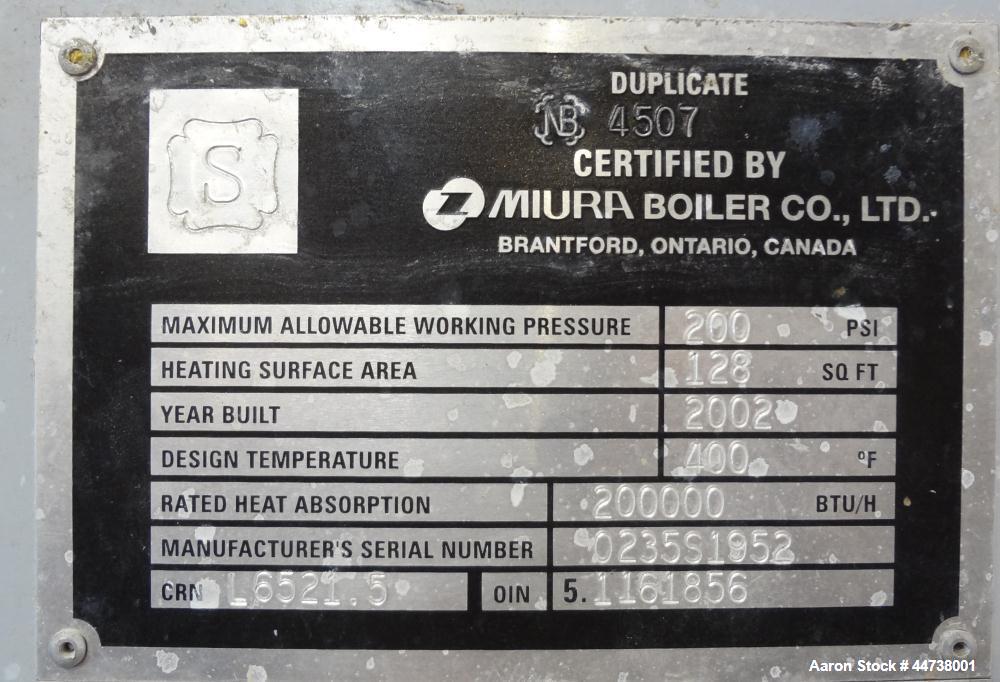 DUPLICATE
NB 4507
S
CERTIFIED BY
MIURA BOILER CO., LTD.
BRANTFORD, ONTARIO, CANADA
MAXIMUM ALLOWABLE WORKING PRESSURE 200 PSI
HEATING SURFACE AREA 128 SQ FT
YEAR BUILT 2002
DESIGN TEMPERATURE 400 °F
RATED HEAT ABSORPTION 200000 BTU/H
MANUFACTURER'S SERIAL NUMBER 0235S1952
CRN L6521.5 OIN 5.1161856
Aaron Stock # 44738001